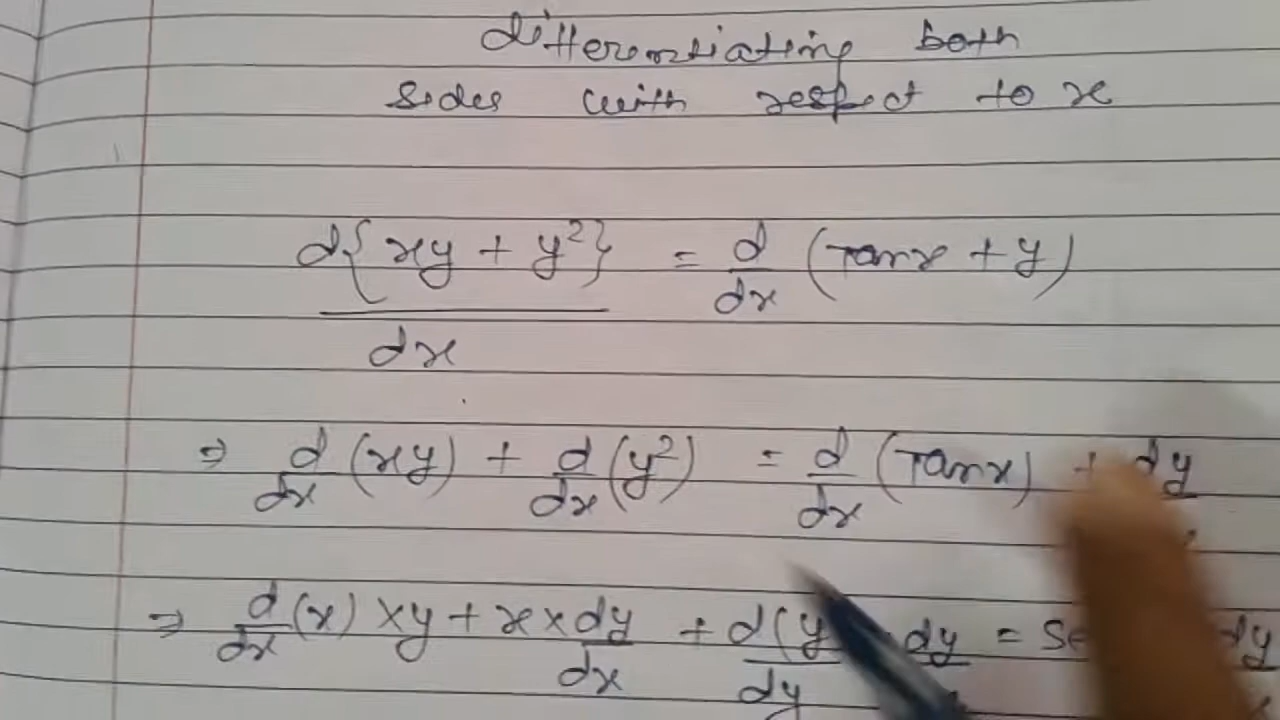 differentiating both
sides with respect to x
d{xy + y²}/dx = d/dx (Tanx + y)
⇒ d/dx (xy) + d/dx (y²) = d/dx (Tanx) + dy
⇒ d/dx (x) × y + x × dy/dx + d(y /dy dy = se dy